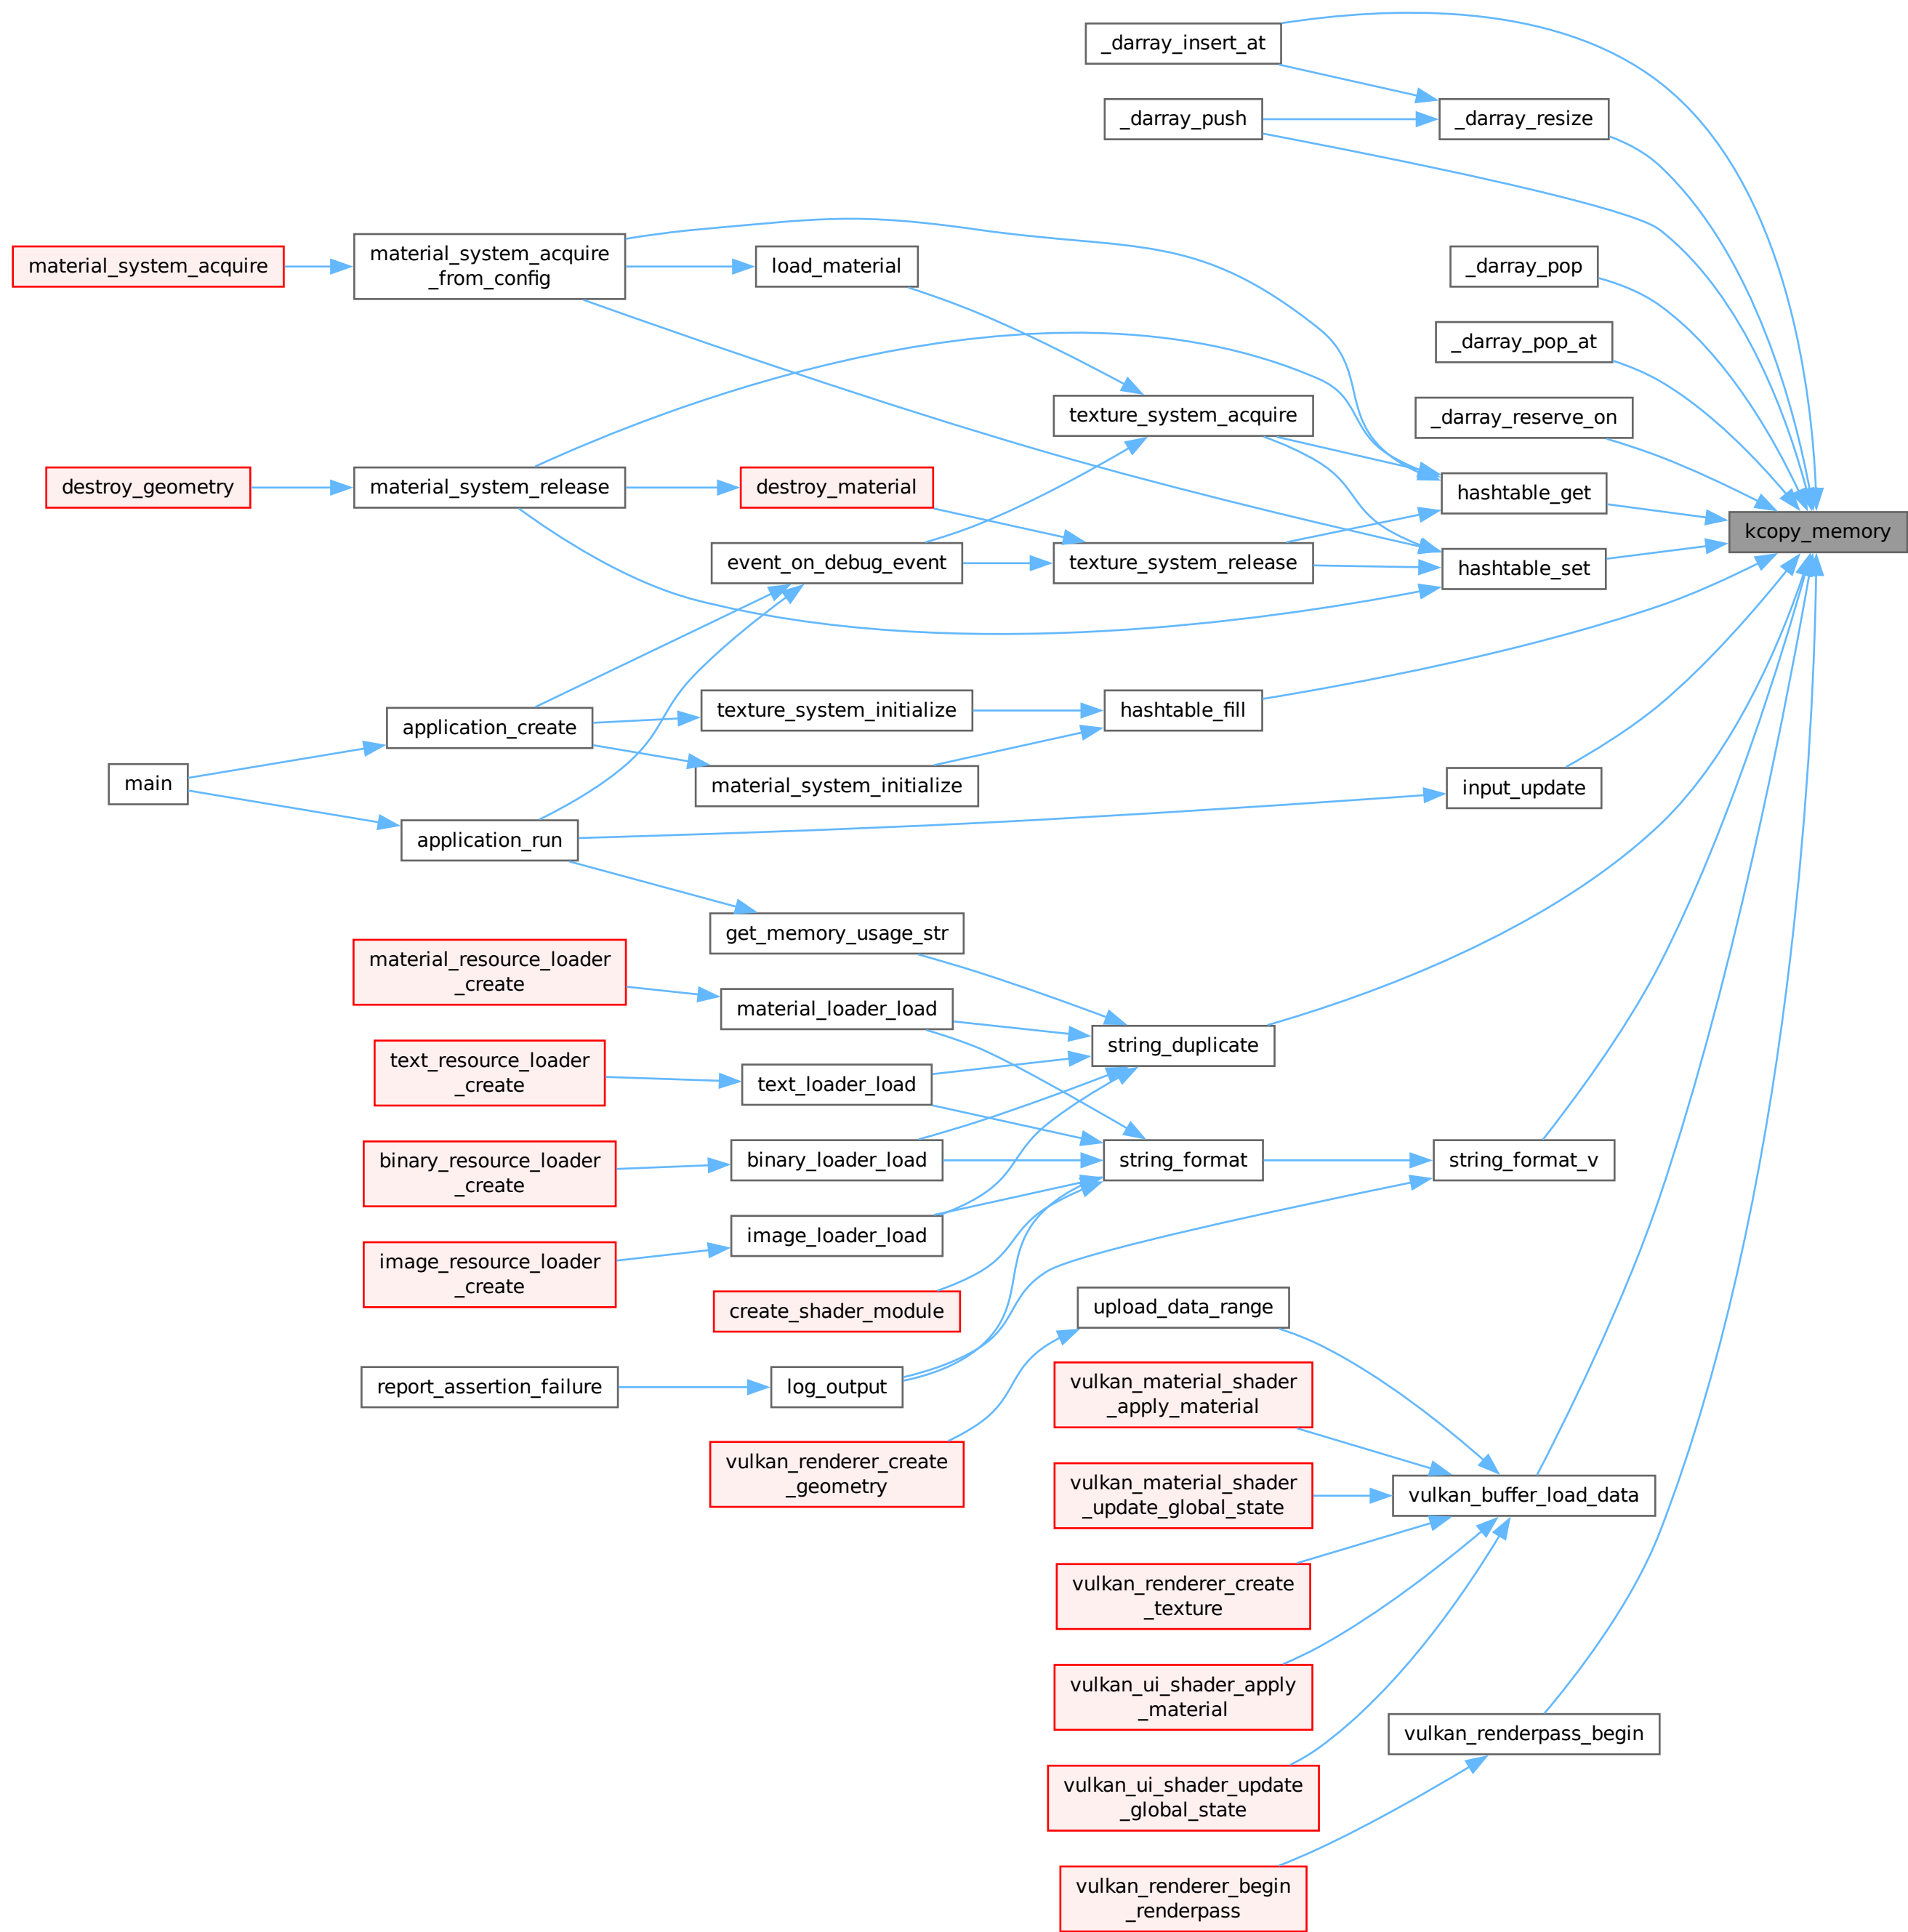 _darray_insert_at
_darray_push
_darray_resize
material_system_acquire
material_system_acquire
_from_config
load_material
_darray_pop
_darray_pop_at
texture_system_acquire
_darray_reserve_on
destroy_geometry
material_system_release
destroy_material
hashtable_get
kcopy_memory
event_on_debug_event
texture_system_release
hashtable_set
texture_system_initialize
hashtable_fill
application_create
main
material_system_initialize
input_update
application_run
get_memory_usage_str
material_resource_loader
_create
material_loader_load
string_duplicate
text_resource_loader
_create
text_loader_load
binary_resource_loader
_create
binary_loader_load
string_format
string_format_v
image_resource_loader
_create
image_loader_load
create_shader_module
upload_data_range
report_assertion_failure
log_output
vulkan_material_shader
_apply_material
vulkan_renderer_create
_geometry
vulkan_material_shader
_update_global_state
vulkan_buffer_load_data
vulkan_renderer_create
_texture
vulkan_ui_shader_apply
_material
vulkan_renderpass_begin
vulkan_ui_shader_update
_global_state
vulkan_renderer_begin
_renderpass